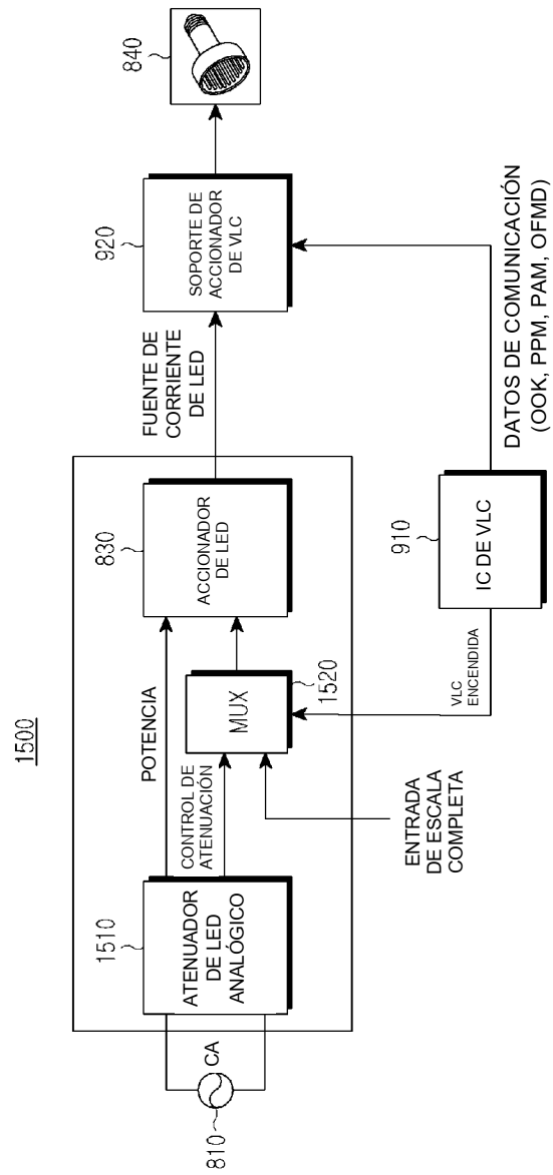 1500
810
CA
1510
ATENUADOR
DE LED
ANALÓGICO
POTENCIA
CONTROL DE
ATENUACIÓN
MUX
1520
830
ACCIONADOR
DE LED
FUENTE DE
CORRIENTE
DE LED
920
SOPORTE DE
ACCIONADOR
DE VLC
840
ENTRADA
DE ESCALA
COMPLETA
VLC
ENCENDIDA
910
IC DE VLC
DATOS DE COMUNICACIÓN
(OOK, PPM, PAM, OFMD)